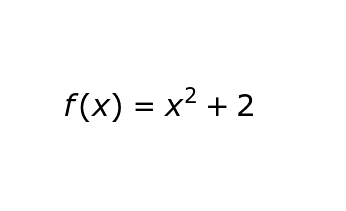 f(x) = x² + 2